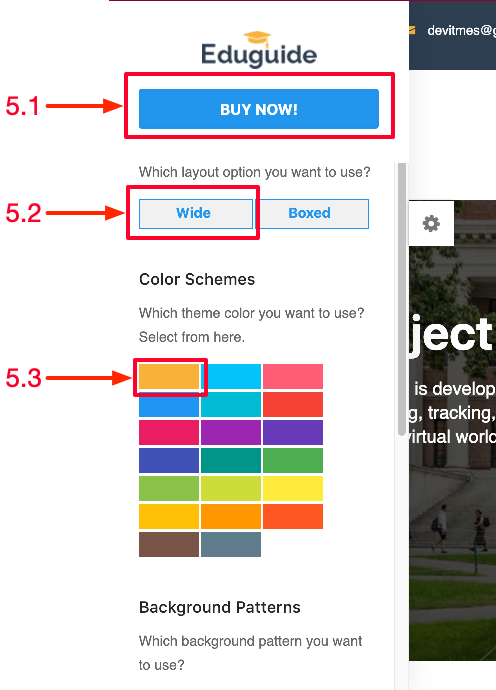 devitmes@g
Eduguide
5.1
BUY NOW!
Which layout option you want to use?
5.2
Wide
Boxed
Color Schemes
Which theme color you want to use?
Select from here.
ject
5.3
is develop
g, tracking,
virtual world
Background Patterns
Which background pattern you want
to use?